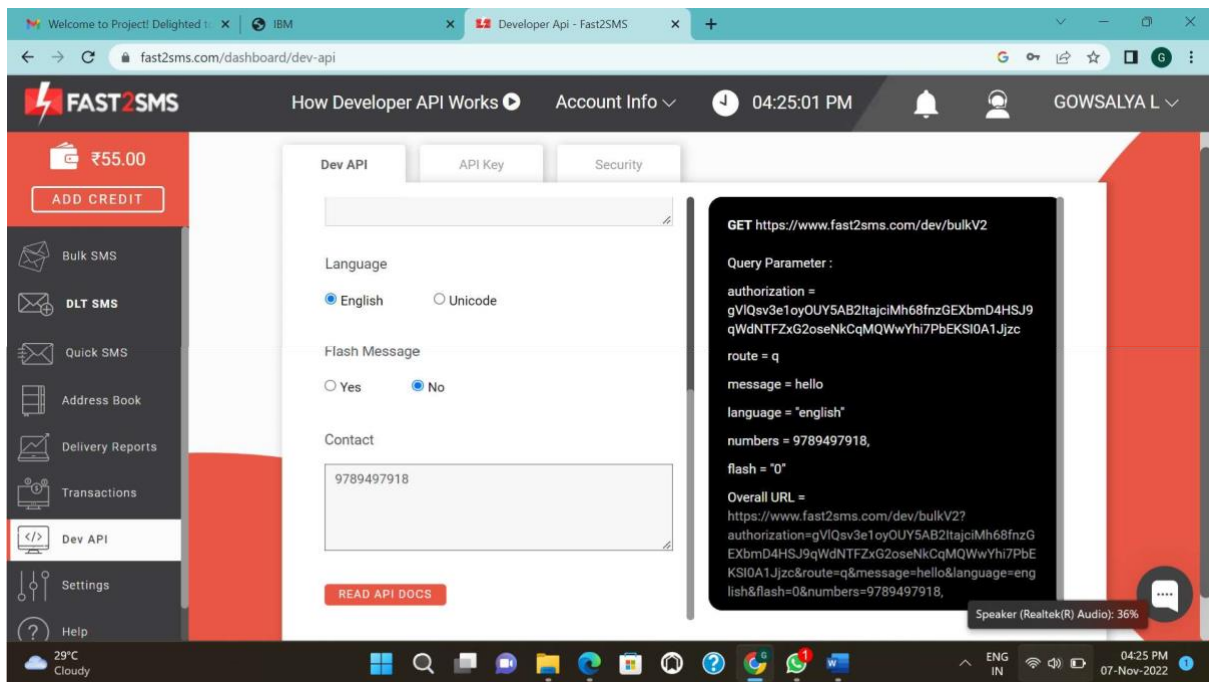 Welcome to Project! Delighted to
IBM
Developer Api - Fast2SMS
fast2sms.com/dashboard/dev-api
G
FAST2SMS
How Developer API Works
Account Info
04:25:01 PM
GOWSALYA L
₹55.00
ADD CREDIT
Bulk SMS
DLT SMS
Quick SMS
Address Book
Delivery Reports
Transactions
Dev API
Settings
Help
Dev API
API Key
Security
Language
English
Unicode
Flash Message
Yes
No
Contact
9789497918
READ API DOCS
GET https://www.fast2sms.com/dev/bulkV2
Query Parameter :
authorization =
gVlQsv3e1oyOUY5AB2ItajciMh68fnzGEXbmD4HSJ9
qWdNTFZxG2oseNkCqMQWwYhi7PbEKSI0A1Jjzc
route = q
message = hello
language = "english"
numbers = 9789497918,
flash = "0"
Overall URL =
https://www.fast2sms.com/dev/bulkV2?
authorization=gVlQsv3e1oyOUY5AB2ItajciMh68fnzG
EXbmD4HSJ9qWdNTFZxG2oseNkCqMQWwYhi7PbE
KSI0A1Jjzc&route=q&message=hello&language=eng
lish&flash=0&numbers=9789497918,
Speaker (Realtek(R) Audio): 36%
29°C
Cloudy
ENG
IN
04:25 PM
07-Nov-2022
1